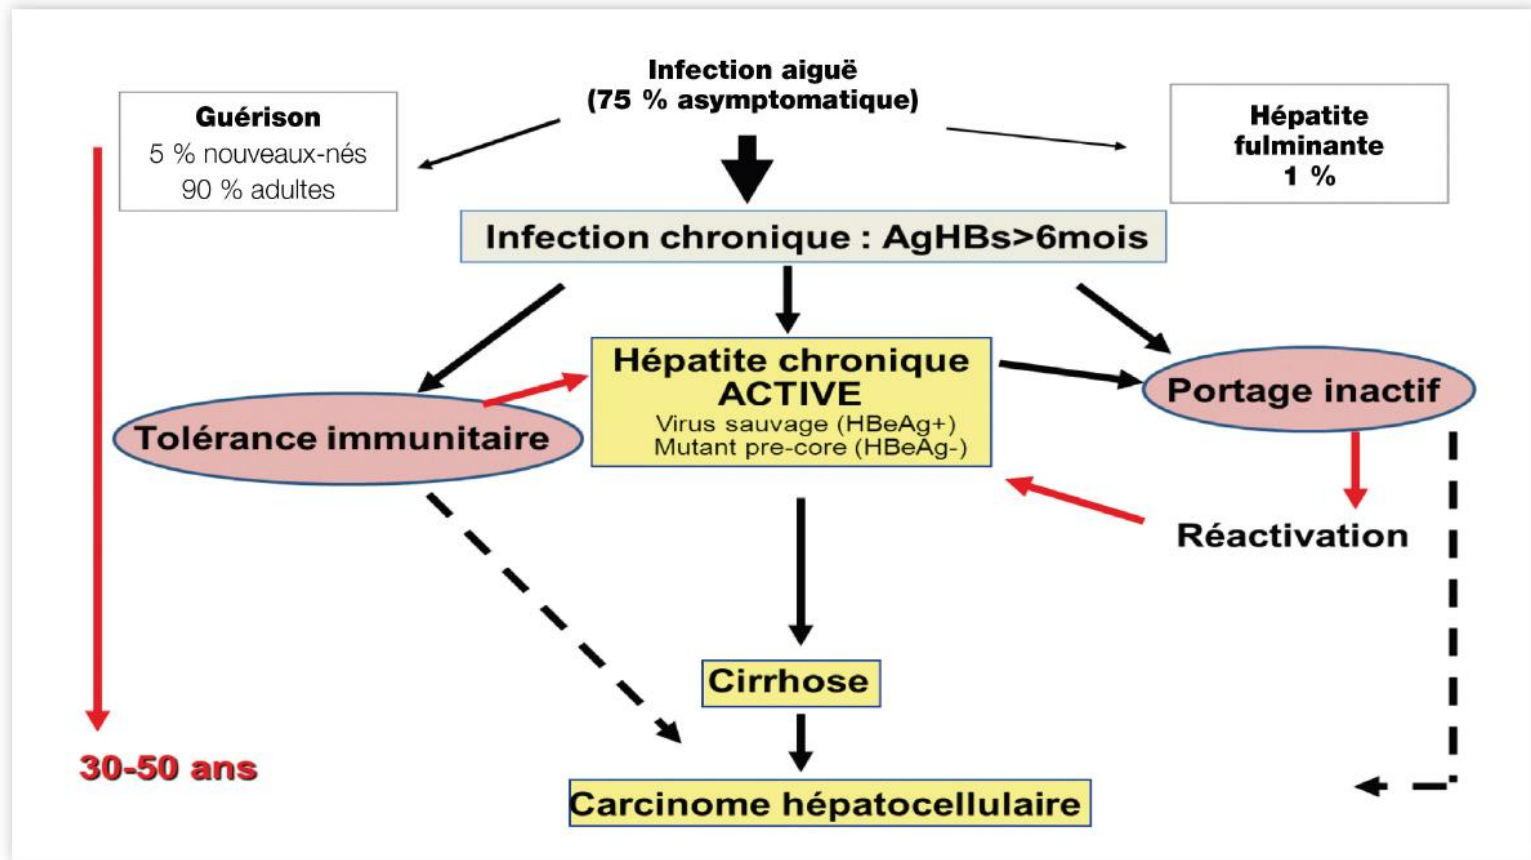 Infection aiguë
(75 % asymptomatique)
Guérison
5 % nouveaux-nés
90 % adultes
Hépatite
fulminante
1 %
Infection chronique : AgHBs>6mois
Hépatite chronique
ACTIVE
Virus sauvage (HBeAg+)
Mutant pre-core (HBeAg-)
Tolérance immunitaire
Portage inactif
Réactivation
Cirrhose
30-50 ans
Carcinome hépatocellulaire